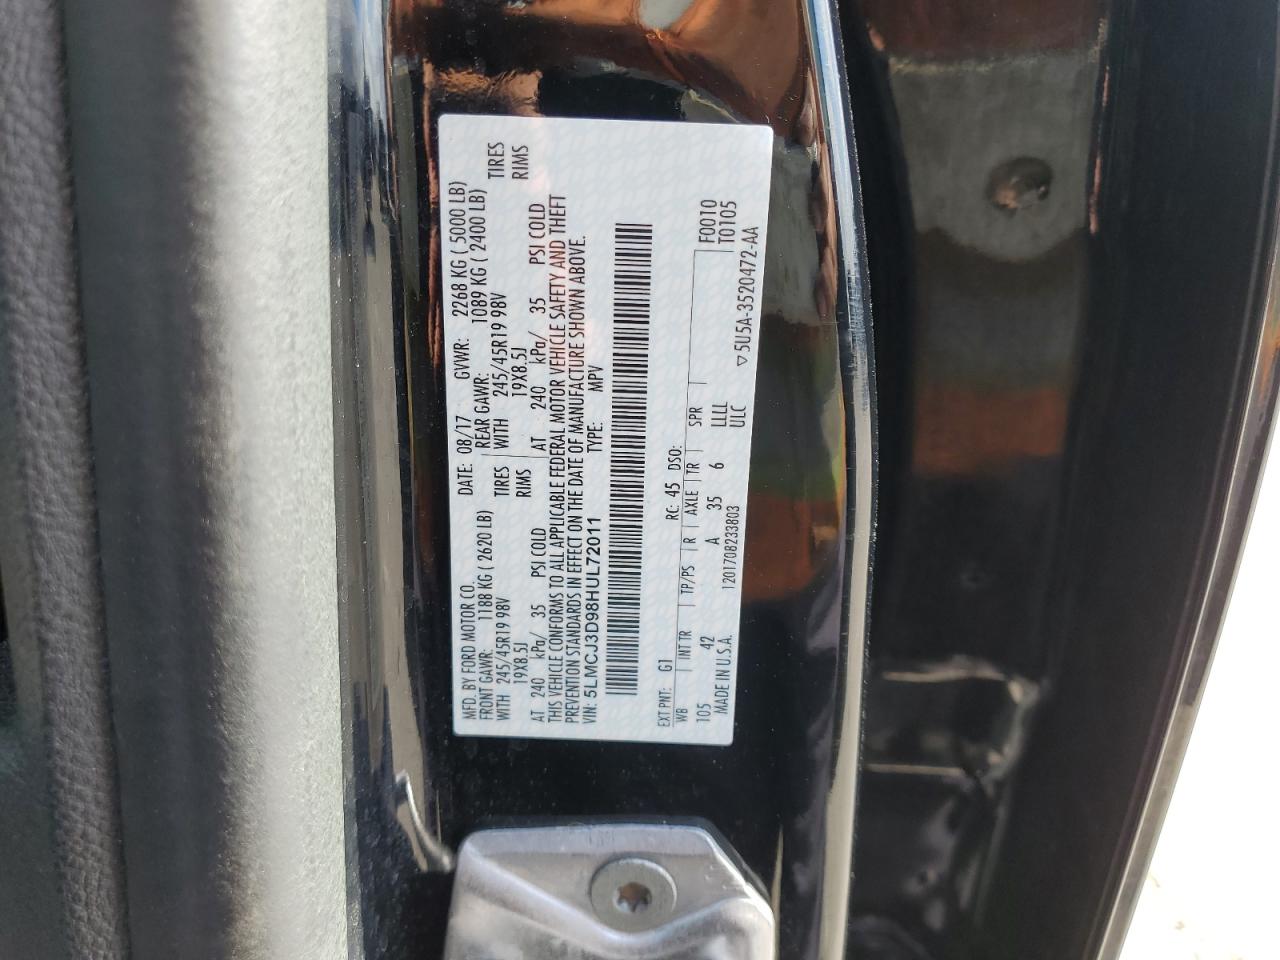 MFD. BY FORD MOTOR CO.
DATE: 08/17 GVWR: 2268 KG ( 5000 LB)
FRONT GAWR: 1188 KG ( 2620 LB) REAR GAWR: 1089 KG ( 2400 LB)
WITH 245/45R19 98V TIRES WITH 245/45R19 98V TIRES
19X8.5J RIMS 19X8.5J RIMS
AT 240 kPa/ 35 PSI COLD AT 240 kPa/ 35 PSI COLD
THIS VEHICLE CONFORMS TO ALL APPLICABLE FEDERAL MOTOR VEHICLE SAFETY AND THEFT
PREVENTION STANDARDS IN EFFECT ON THE DATE OF MANUFACTURE SHOWN ABOVE.
VIN: 5LMCJ3D98HUL72011 TYPE: MPV
EXT PNT: G1 RC: 45 DSO: F0010
WB INT TR TP/PS R AXLE TR SPR T0105
105 42 A 35 6 LLLL
MADE IN U.S.A. 1201708233803 ULC ▽5U5A-3520472-AA